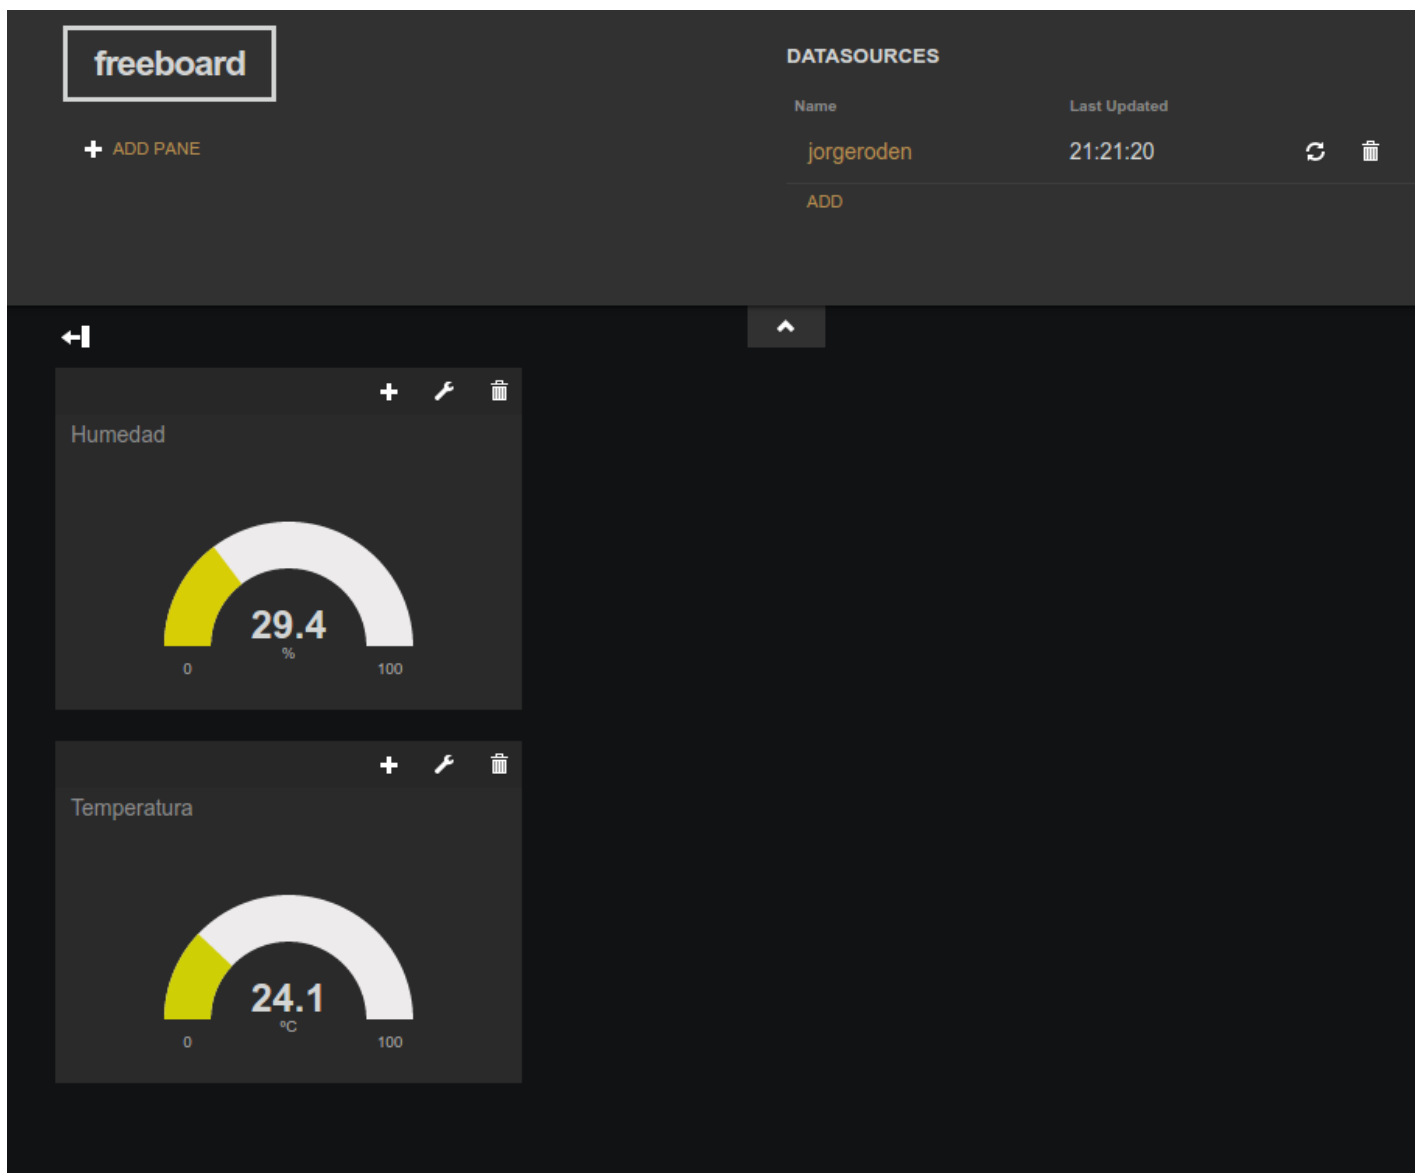 freeboard
ADD PANE
DATASOURCES
Name Last Updated
jorgeroden 21:21:20
ADD
Humedad
29.4
%
0 100
Temperatura
24.1
ºC
0 100